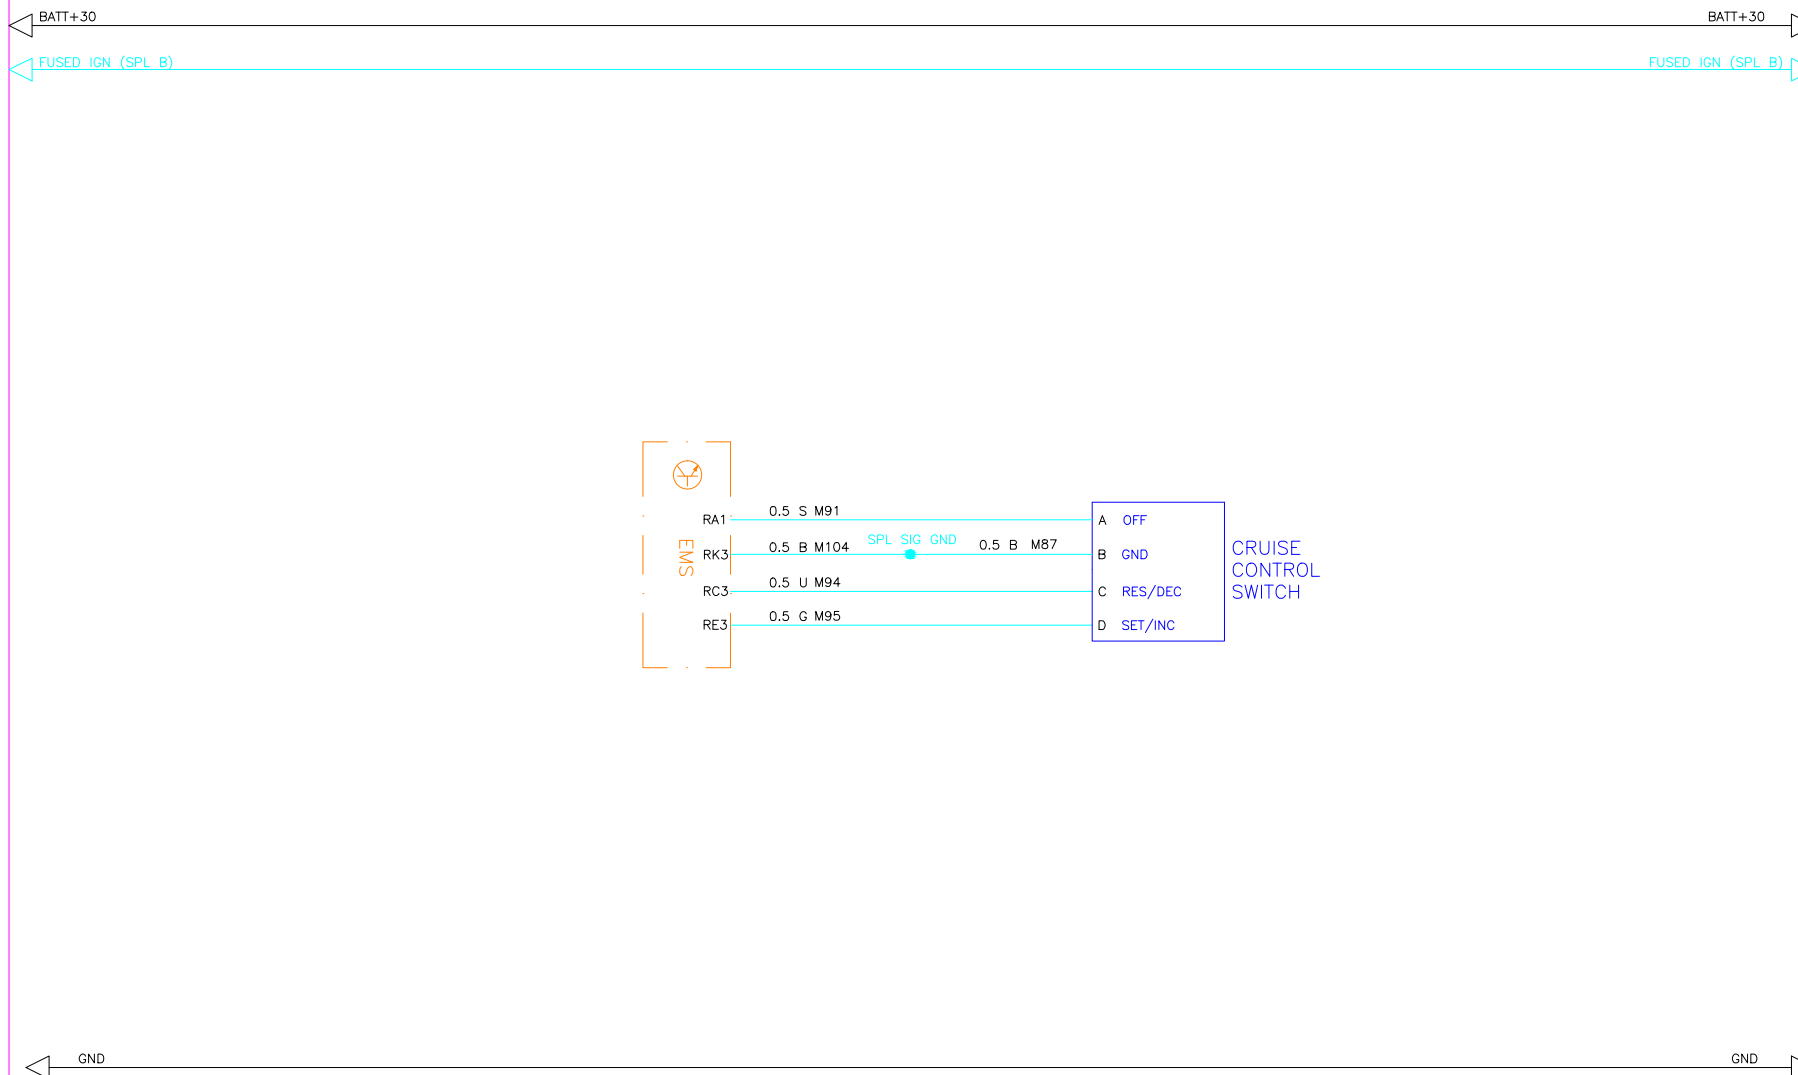 BATT+30
BATT+30
FUSED IGN (SPL B)
FUSED IGN (SPL B)
EMS
RA1
0.5 S M91
A OFF
RK3
0.5 B M104
SPL SIG GND
0.5 B M87
B GND
RC3
0.5 U M94
C RES/DEC
RE3
0.5 G M95
D SET/INC
CRUISE
CONTROL
SWITCH
GND
GND